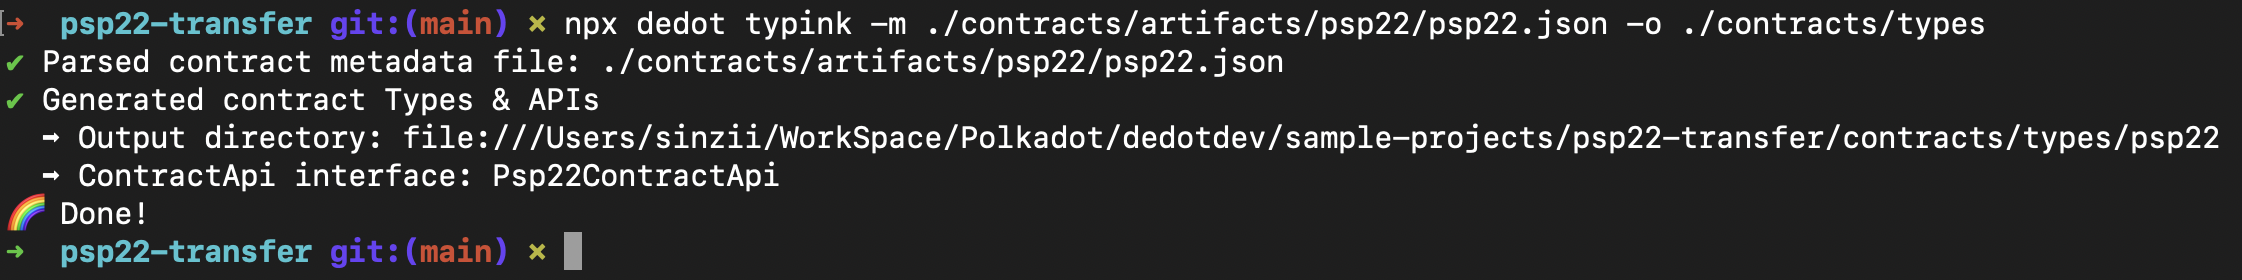 ➜  psp22-transfer git:(main) ✗ npx dedot typink -m ./contracts/artifacts/psp22/psp22.json -o ./contracts/types
✔ Parsed contract metadata file: ./contracts/artifacts/psp22/psp22.json
✔ Generated contract Types & APIs
  ➡ Output directory: file:///Users/sinzii/WorkSpace/Polkadot/dedotdev/sample-projects/psp22-transfer/contracts/types/psp22
  ➡ ContractApi interface: Psp22ContractApi
🌈 Done!
➜  psp22-transfer git:(main) ✗